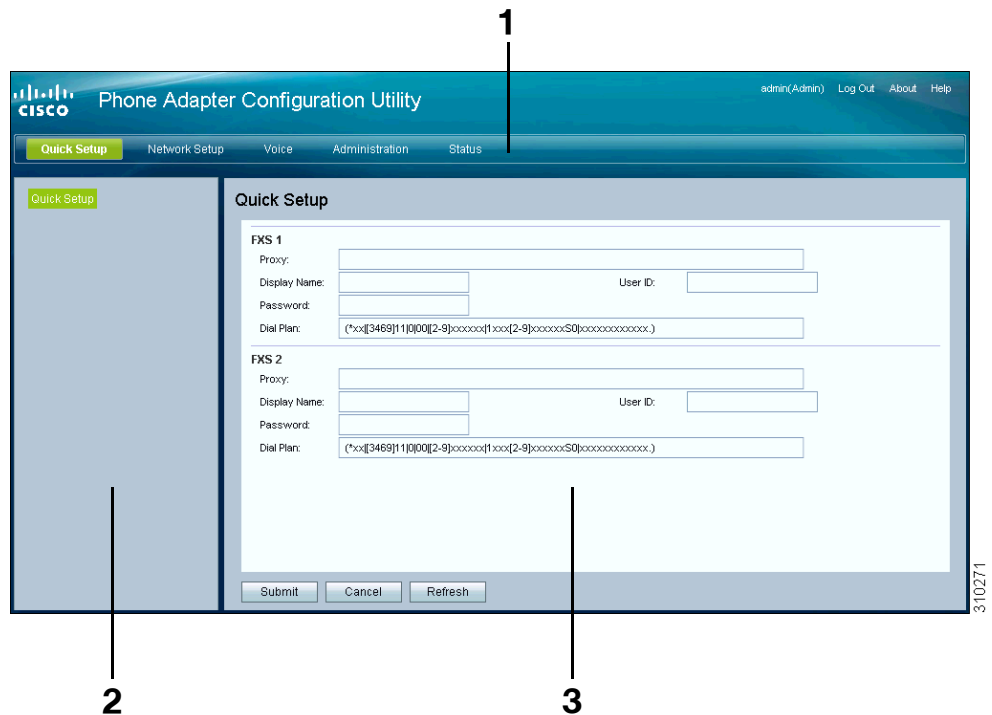 1
CISCO
Phone Adapter Configuration Utility
admin(Admin) Log Out About Help
Quick Setup Network Setup Voice Administration Status
Quick Setup
Quick Setup
FXS 1
Proxy:
Display Name: User ID:
Password:
Dial Plan: (*xx|[3469]11|0|00|[2-9]xxxxxx|1xxx[2-9]xxxxxxS0|xxxxxxxxxxxx.)
FXS 2
Proxy:
Display Name: User ID:
Password:
Dial Plan: (*xx|[3469]11|0|00|[2-9]xxxxxx|1xxx[2-9]xxxxxxS0|xxxxxxxxxxxx.)
Submit Cancel Refresh
310271
2 3